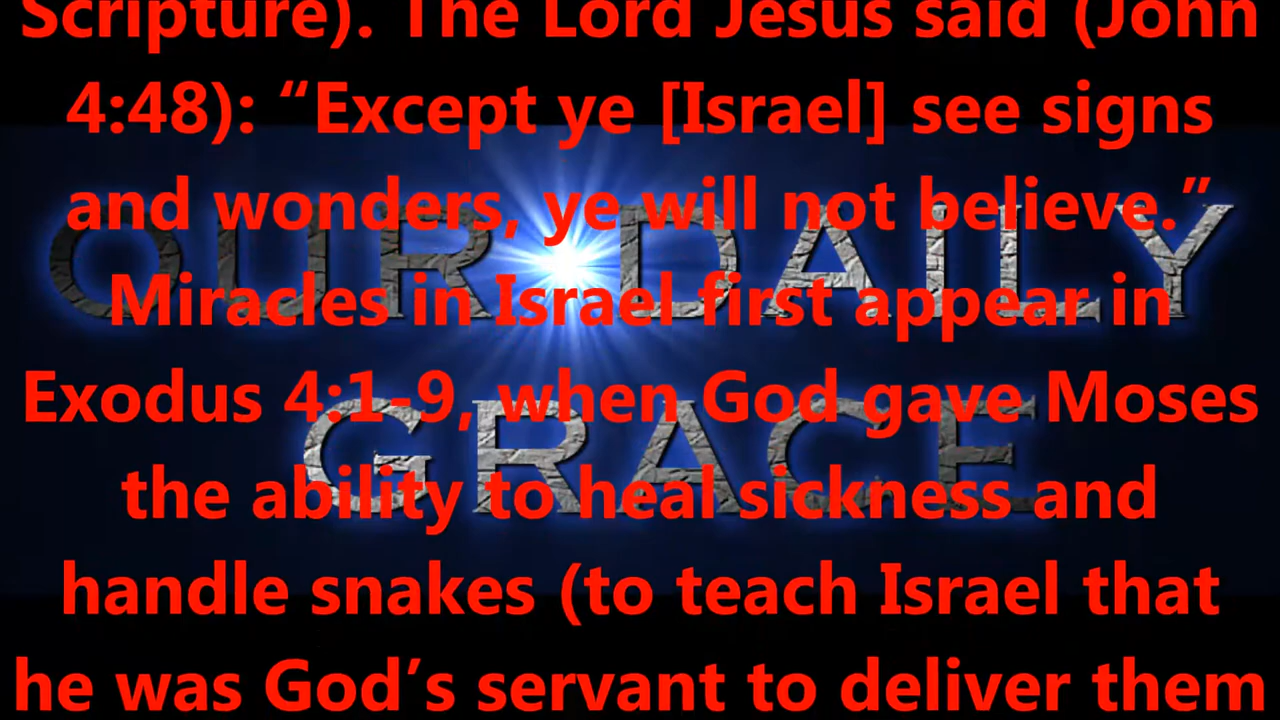 Scripture). The Lord Jesus said (John
4:48): “Except ye [Israel] see signs
and wonders, ye will not believe.”
Miracles in Israel first appear in
Exodus 4:1-9, when God gave Moses
the ability to heal sickness and
handle snakes (to teach Israel that
he was God’s servant to deliver them
OUR DAILY
GRACE